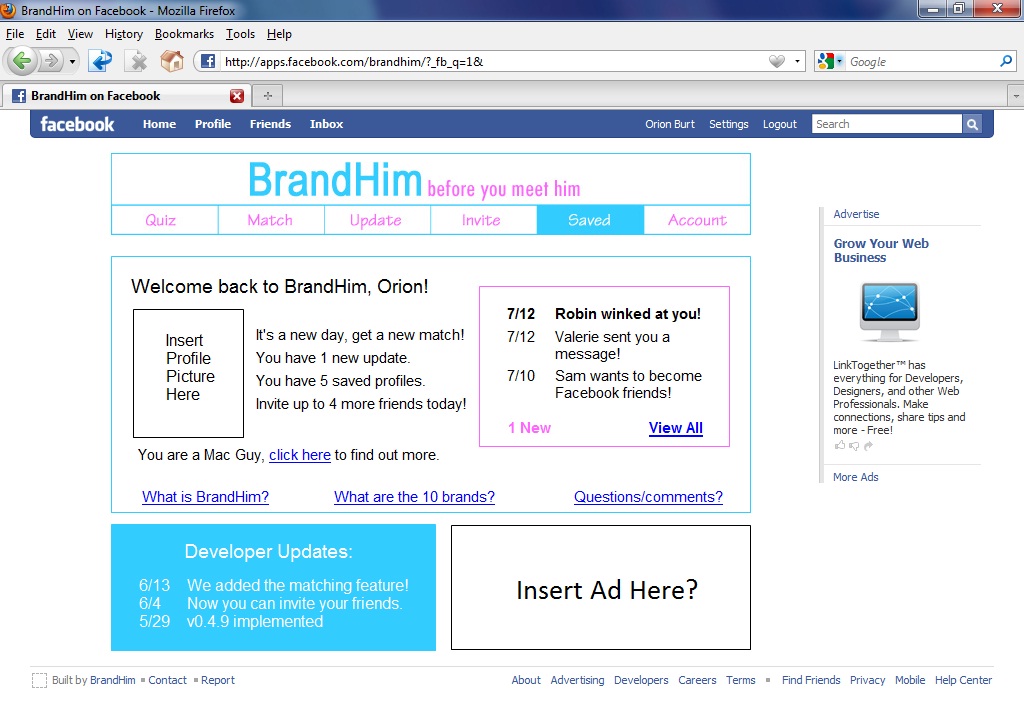 BrandHim on Facebook - Mozilla Firefox
File Edit View History Bookmarks Tools Help
http://apps.facebook.com/brandhim/?_fb_q=1&
Google
BrandHim on Facebook
facebook Home Profile Friends Inbox Orion Burt Settings Logout Search
BrandHim before you meet him
Quiz Match Update Invite Saved Account
Welcome back to BrandHim, Orion!
Insert
Profile
Picture
Here
It's a new day, get a new match!
You have 1 new update.
You have 5 saved profiles.
Invite up to 4 more friends today!
7/12 Robin winked at you!
7/12 Valerie sent you a
message!
7/10 Sam wants to become
Facebook friends!
1 New View All
You are a Mac Guy, click here to find out more.
What is BrandHim? What are the 10 brands? Questions/comments?
Developer Updates:
6/13 We added the matching feature!
6/4 Now you can invite your friends.
5/29 v0.4.9 implemented
Insert Ad Here?
Advertise
Grow Your Web
Business
LinkTogether™ has
everything for Developers,
Designers, and other Web
Professionals. Make
connections, share tips and
more - Free!
More Ads
Built by BrandHim Contact Report About Advertising Developers Careers Terms Find Friends Privacy Mobile Help Center